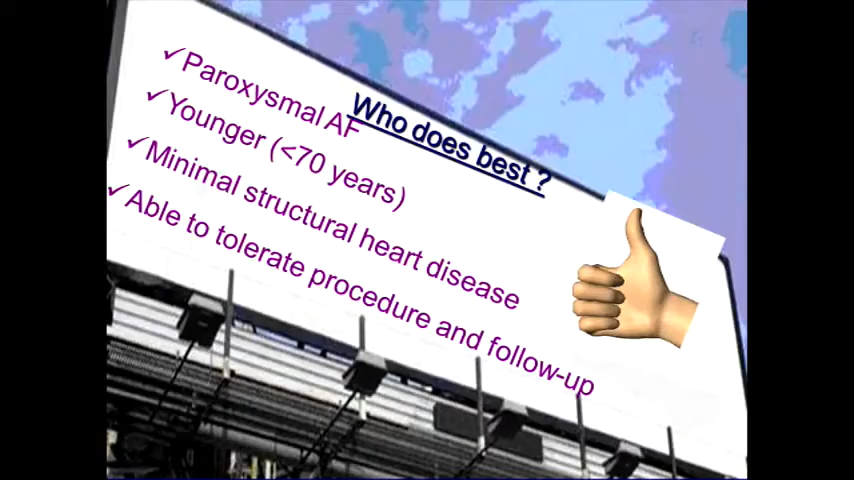 Who does best ?
✓Paroxysmal AF
✓Younger (<70 years)
✓Minimal structural heart disease
✓Able to tolerate procedure and follow-up